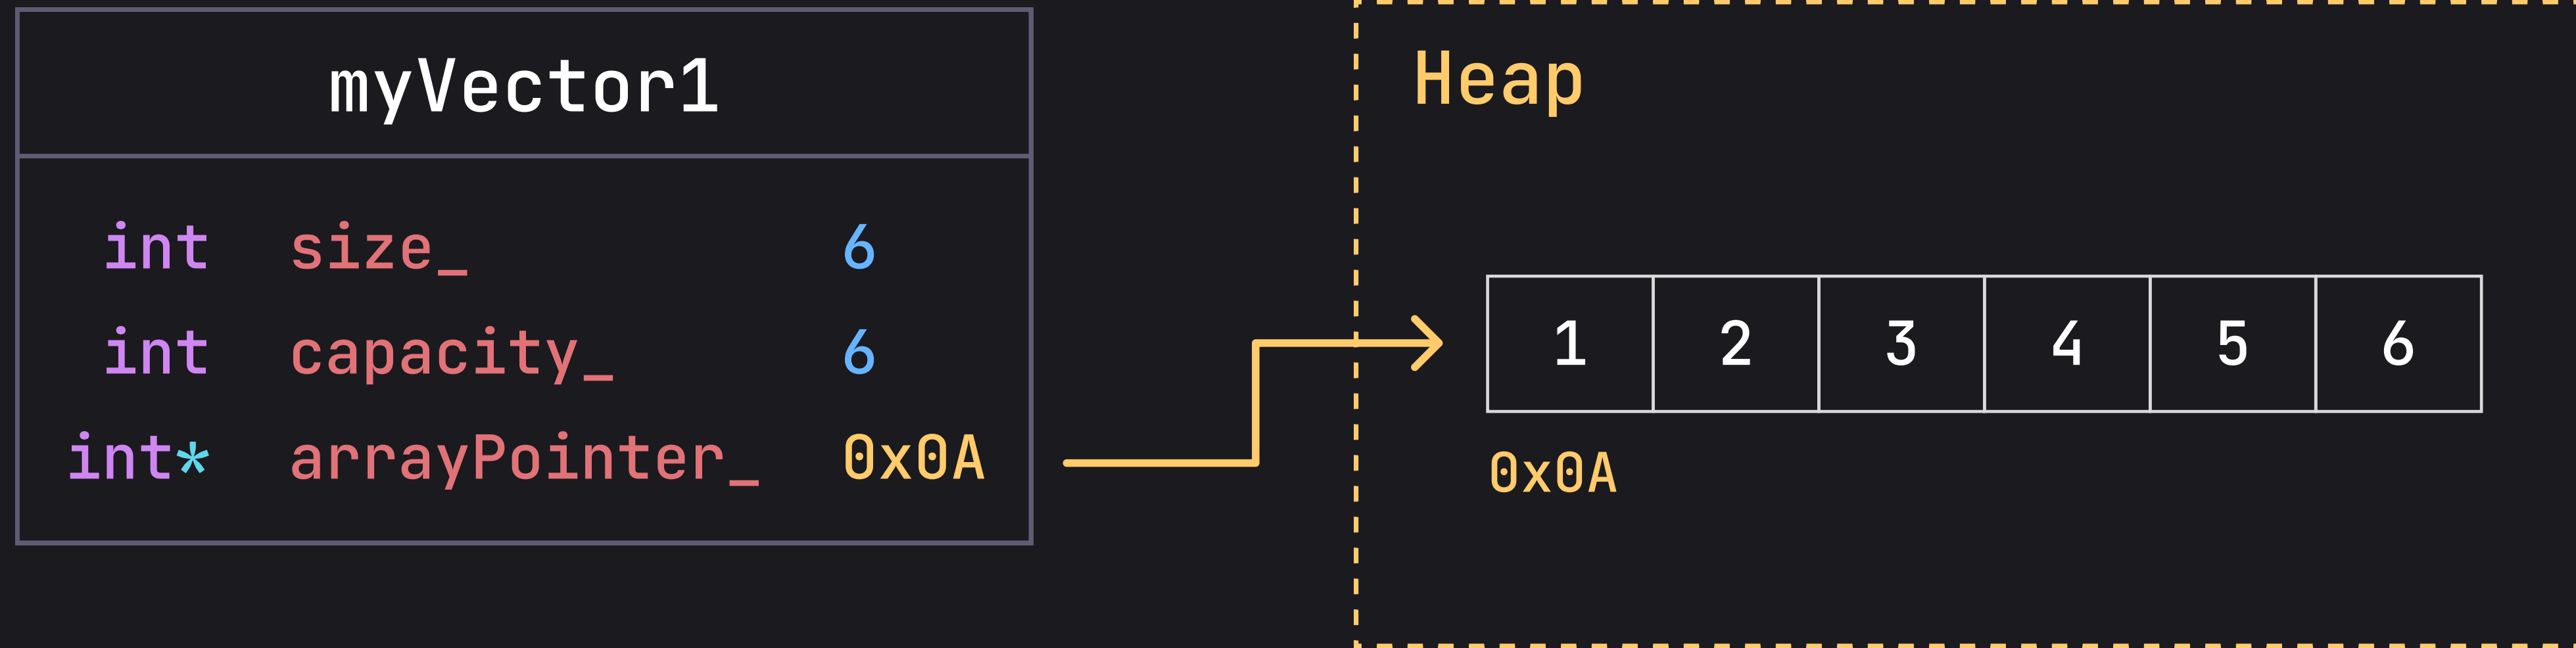 myVector1
int size_ 6
int capacity_ 6
int* arrayPointer_ 0x0A
Heap
1 2 3 4 5 6
0x0A